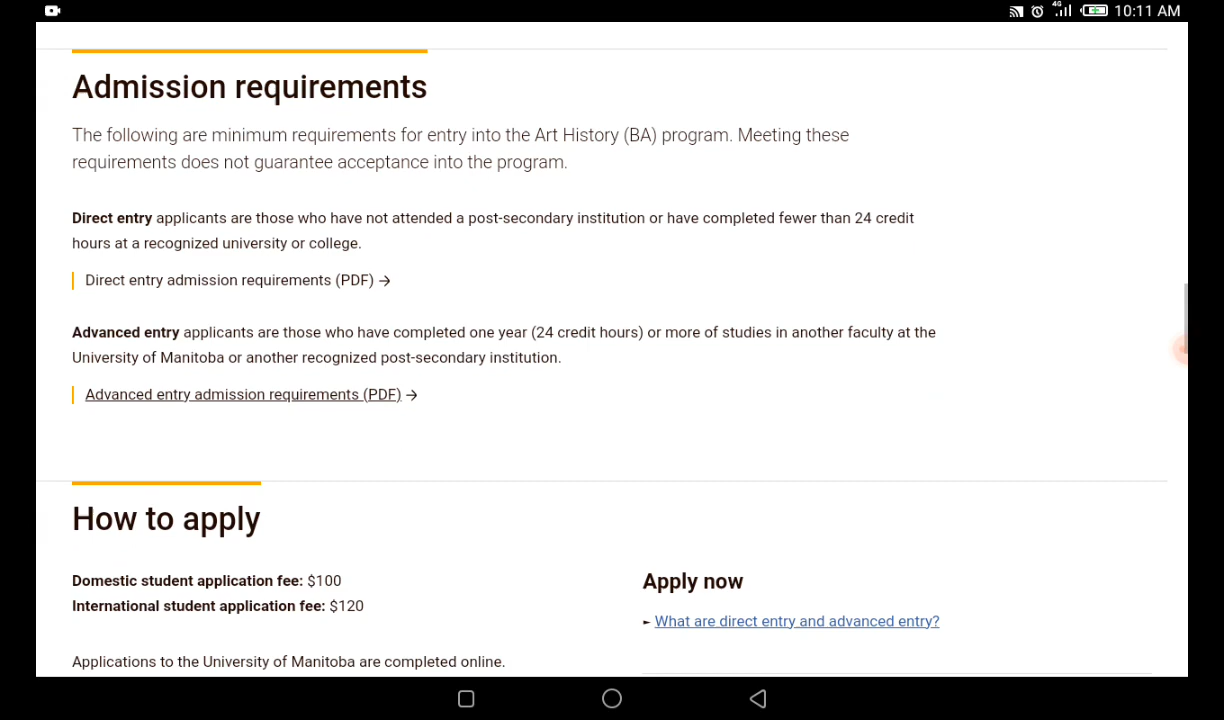 4G 10:11 AM
Admission requirements
The following are minimum requirements for entry into the Art History (BA) program. Meeting these
requirements does not guarantee acceptance into the program.
Direct entry applicants are those who have not attended a post-secondary institution or have completed fewer than 24 credit
hours at a recognized university or college.
Direct entry admission requirements (PDF) →
Advanced entry applicants are those who have completed one year (24 credit hours) or more of studies in another faculty at the
University of Manitoba or another recognized post-secondary institution.
Advanced entry admission requirements (PDF) →
How to apply
Domestic student application fee: $100
International student application fee: $120
Applications to the University of Manitoba are completed online.
Apply now
► What are direct entry and advanced entry?